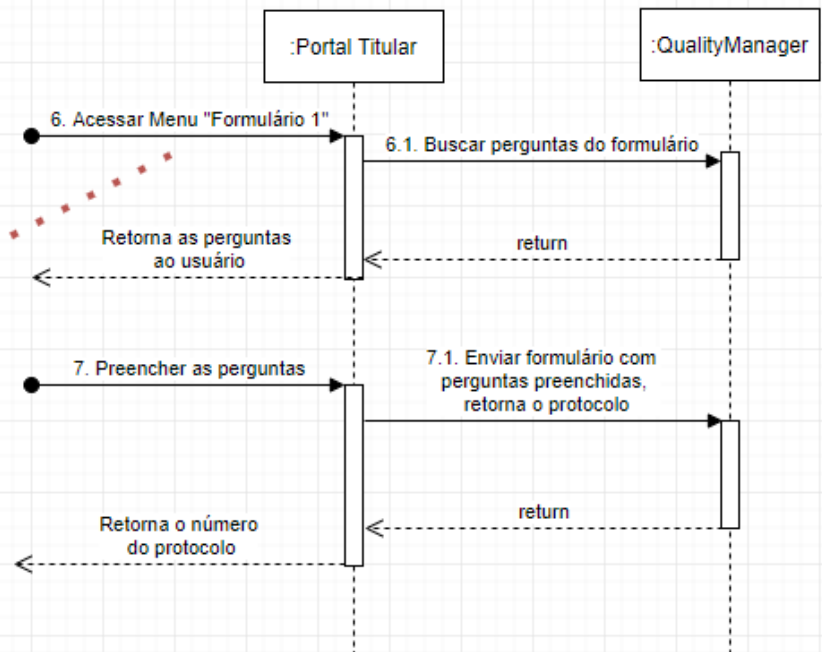 :Portal Titular
:QualityManager
6. Acessar Menu "Formulário 1"
6.1. Buscar perguntas do formulário
Retorna as perguntas
ao usuário
return
7. Preencher as perguntas
7.1. Enviar formulário com
perguntas preenchidas,
retorna o protocolo
Retorna o número
do protocolo
return